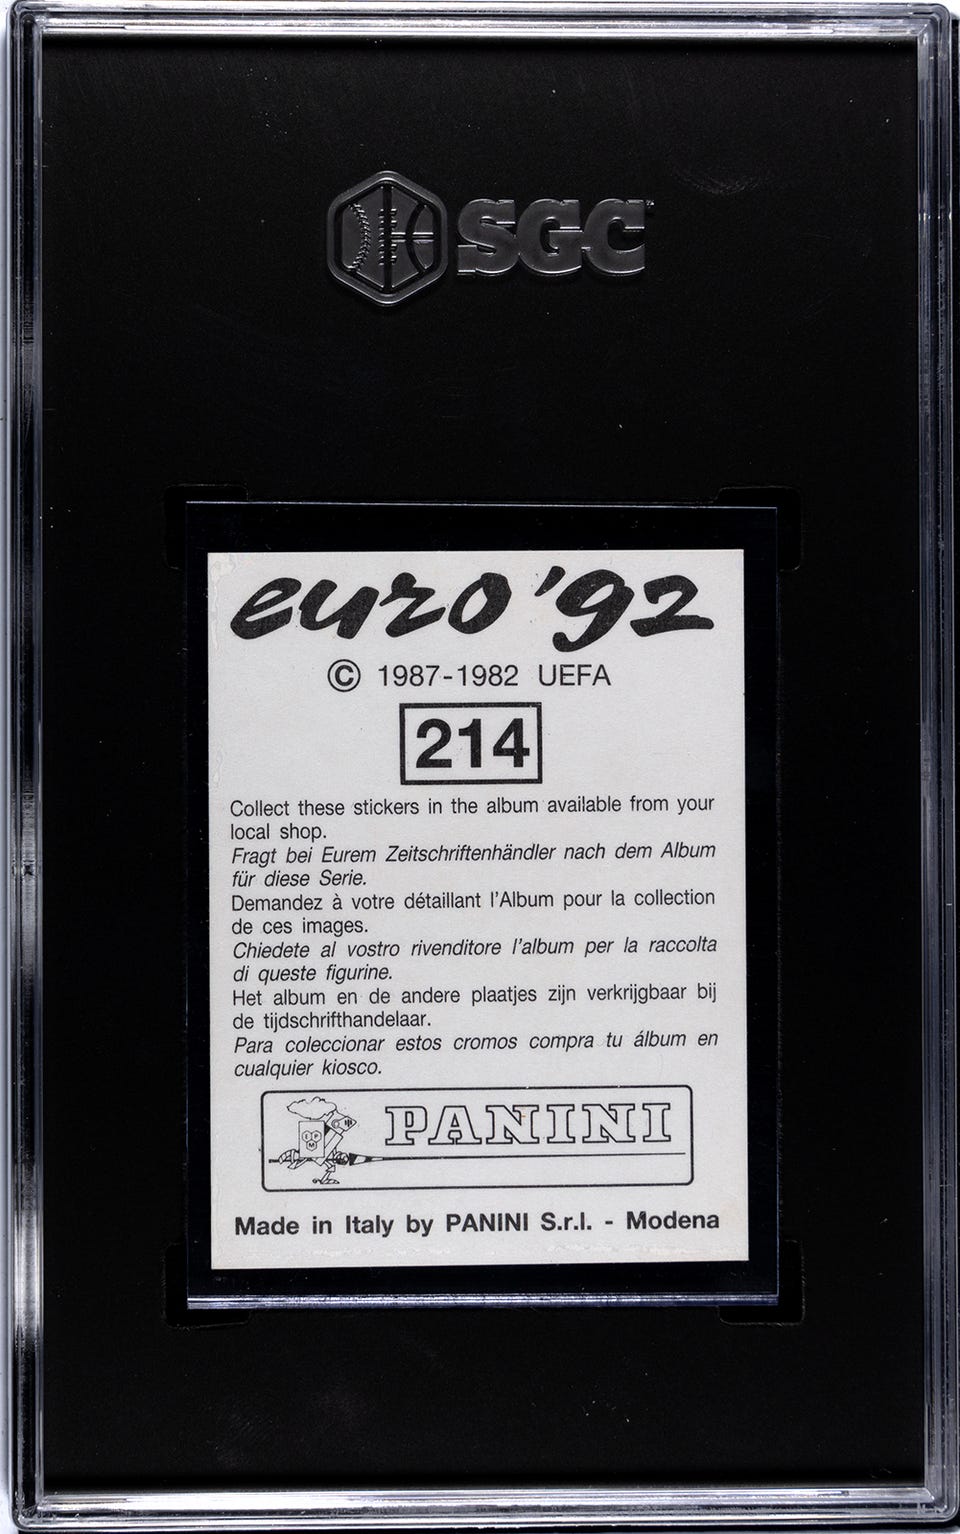 SGC
euro '92
© 1987-1982 UEFA
214
Collect these stickers in the album available from your
local shop.
Fragt bei Eurem Zeitschriftenhändler nach dem Album
für diese Serie.
Demandez à votre détaillant l'Album pour la collection
de ces images.
Chiedete al vostro rivenditore l'album per la raccolta
di queste figurine.
Het album en de andere plaatjes zijn verkrijgbaar bij
de tijdschrifthandelaar.
Para coleccionar estos cromos compra tu álbum en
cualquier kiosco.
PANINI
Made in Italy by PANINI S.r.l. - Modena